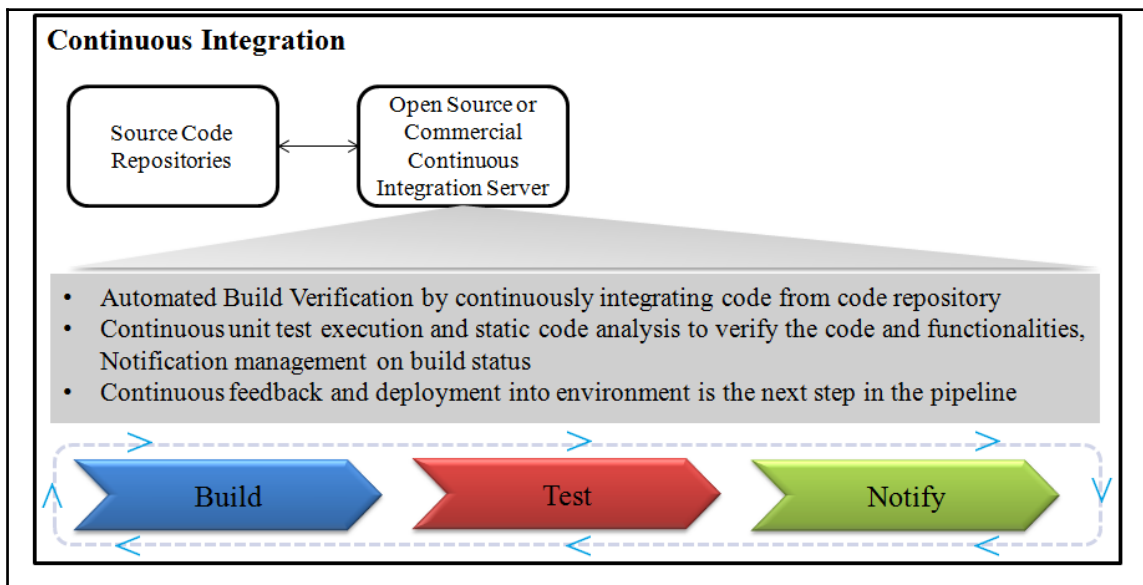 Continuous Integration
Source Code
Repositories
Open Source or
Commercial
Continuous
Integration Server
• Automated Build Verification by continuously integrating code from code repository
• Continuous unit test execution and static code analysis to verify the code and functionalities,
Notification management on build status
• Continuous feedback and deployment into environment is the next step in the pipeline
Build
Test
Notify